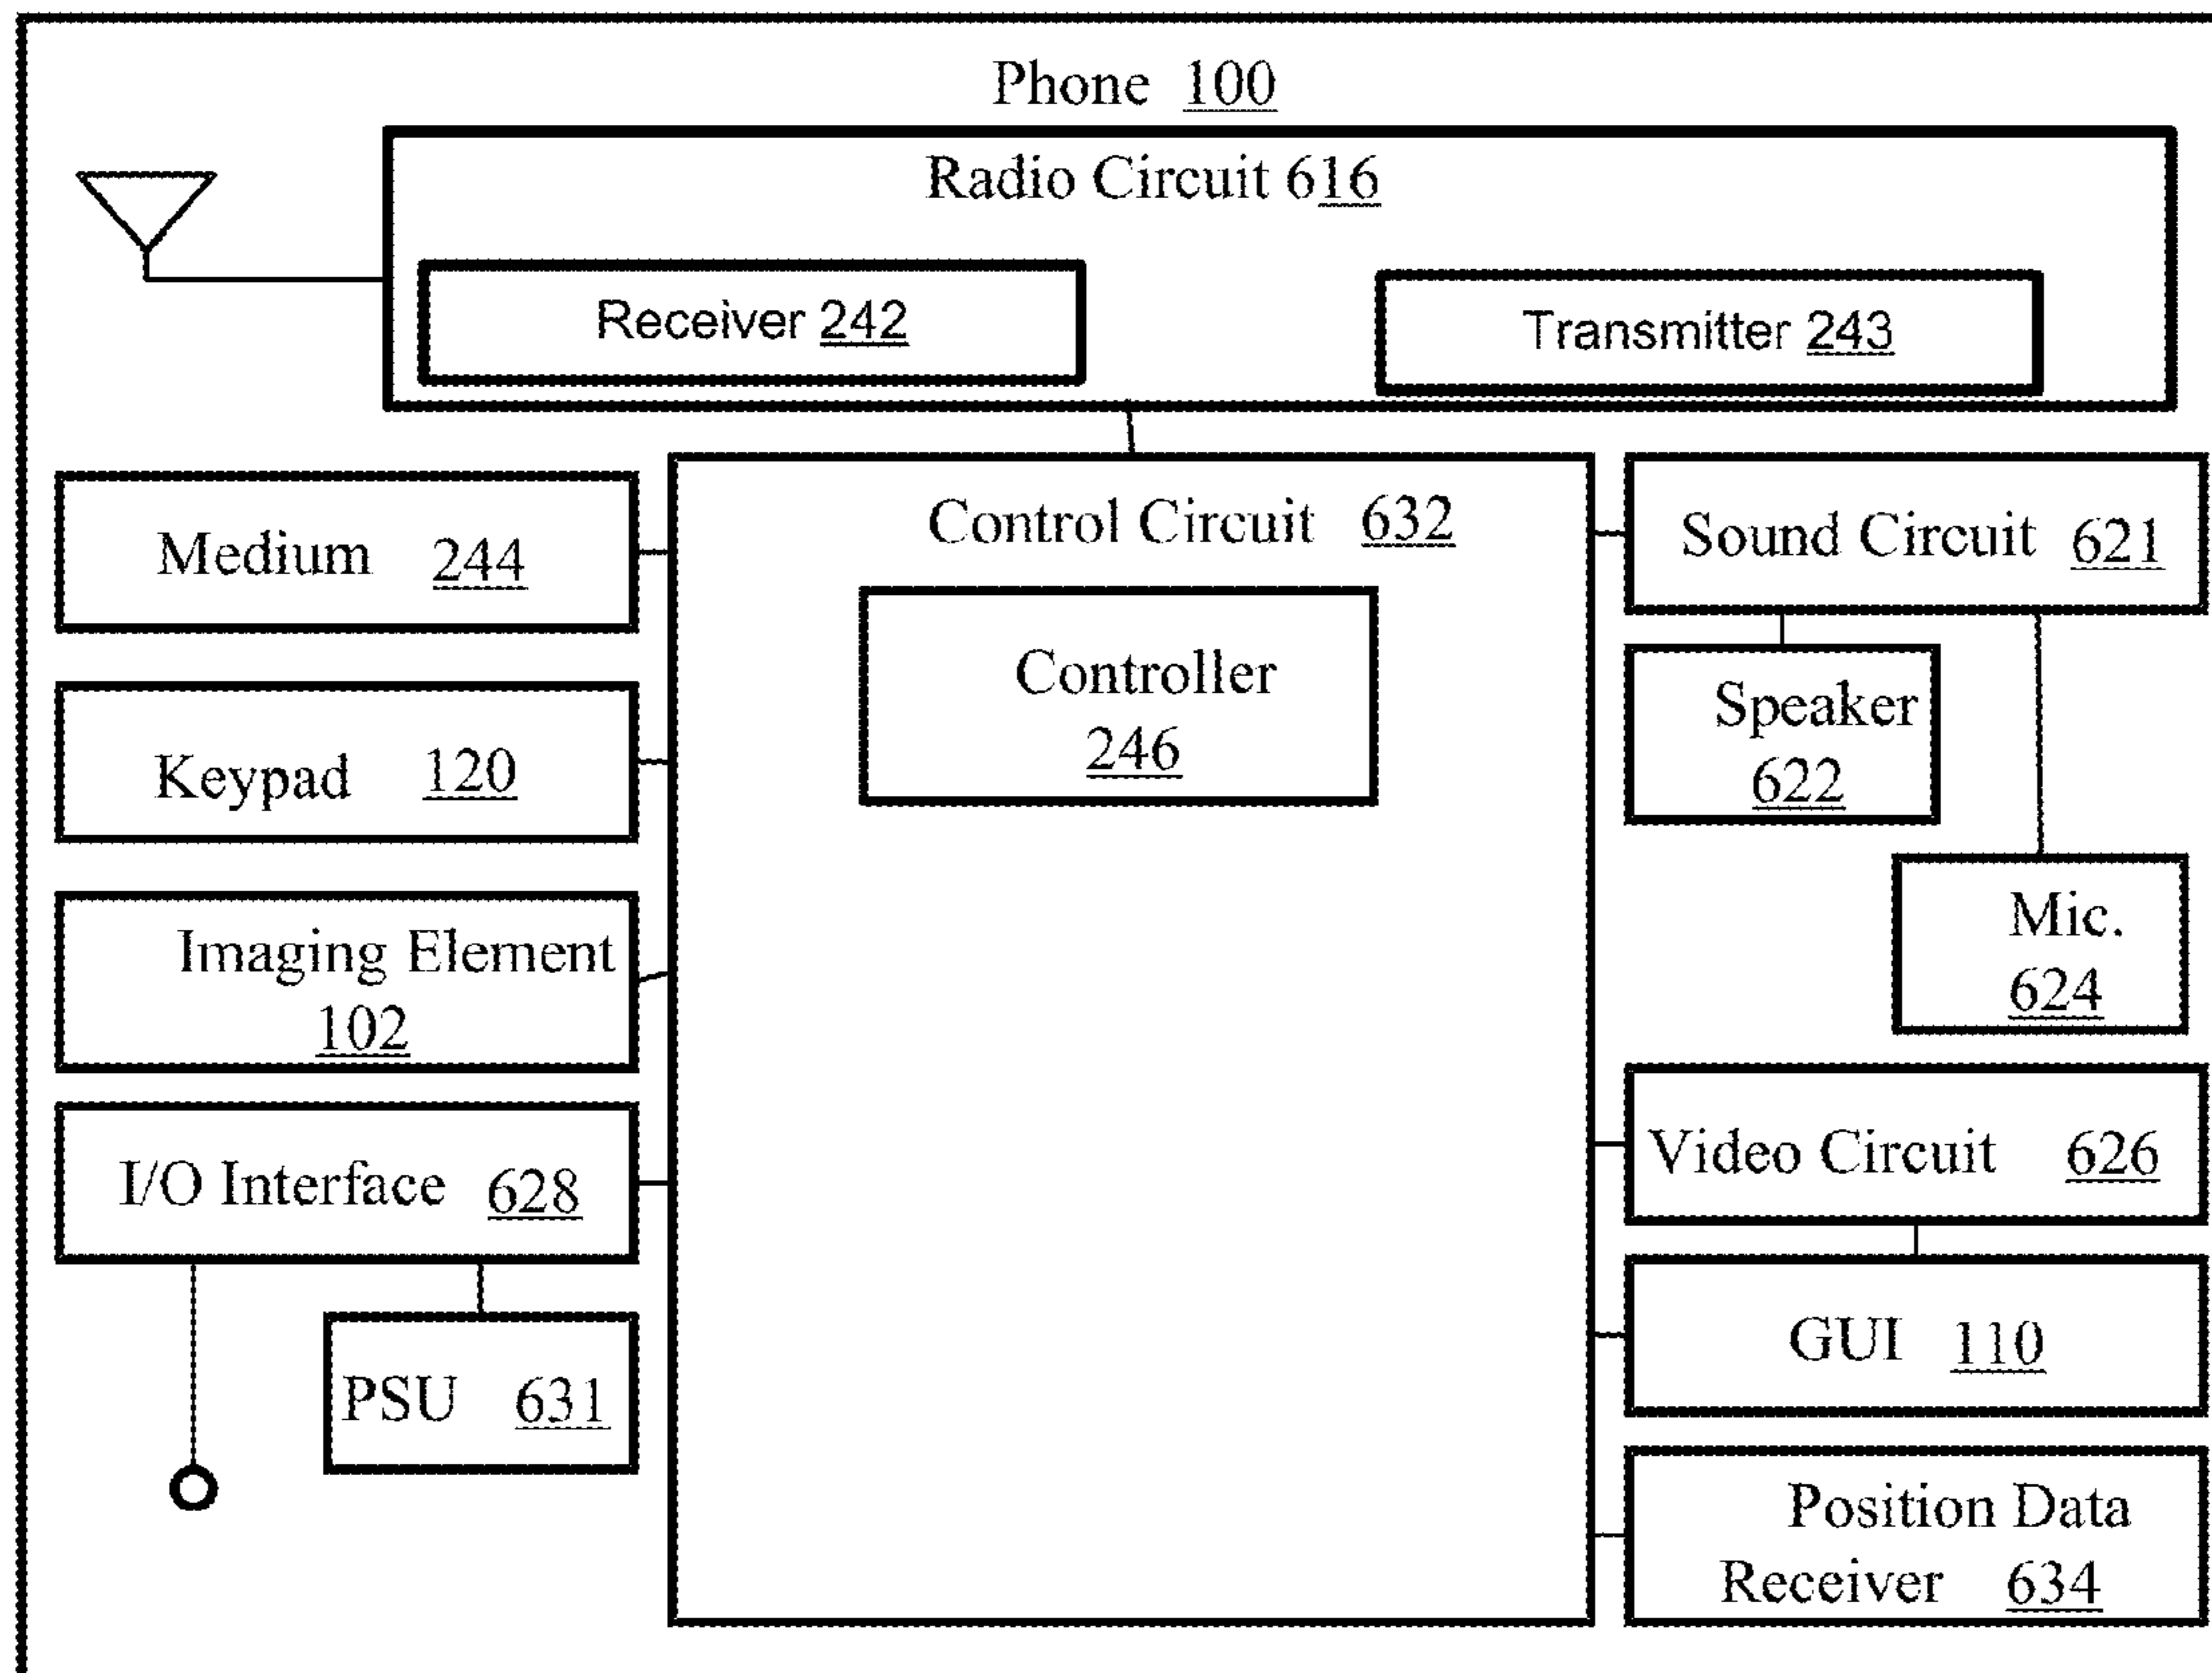 Phone 100
Radio Circuit 616
Receiver 242
Transmitter 243
Medium 244
Keypad 120
Imaging Element
102
I/O Interface 628
PSU 631
Control Circuit 632
Controller
246
Sound Circuit 621
Speaker
622
Mic.
624
Video Circuit 626
GUI 110
Position Data
Receiver 634